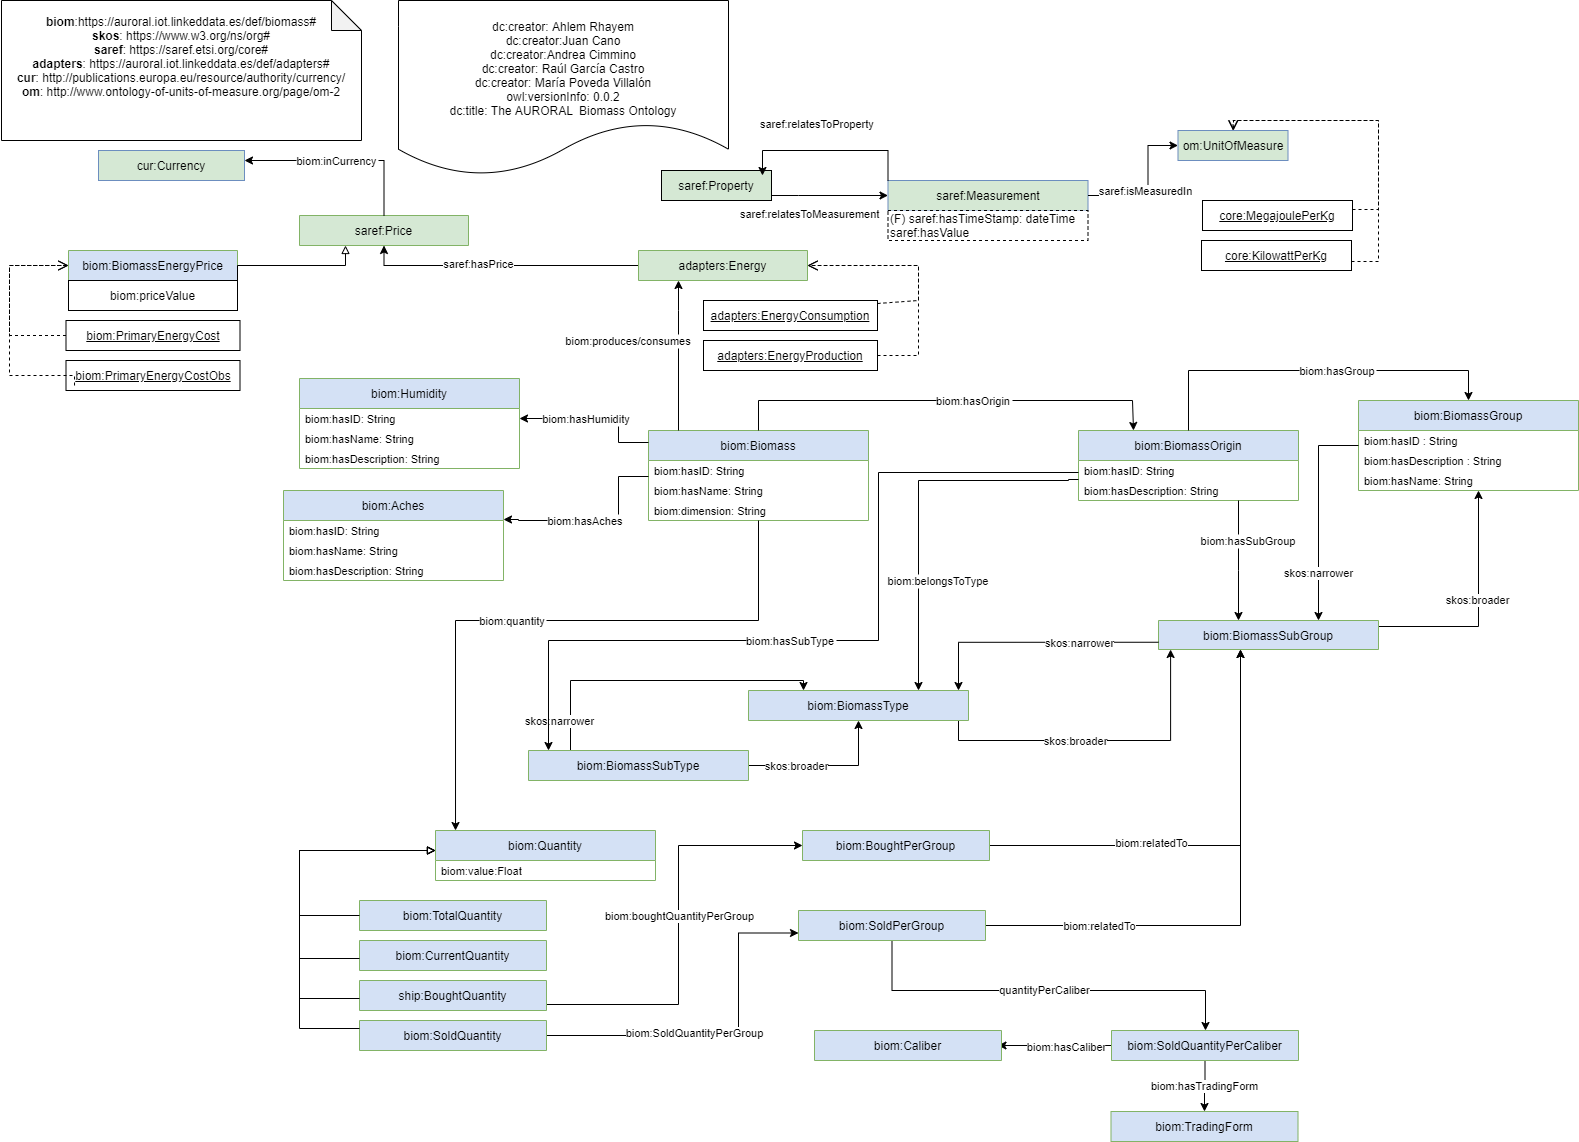 biom:https://auroral.iot.linkeddata.es/def/biomass#
skos: https://www.w3.org/ns/org#
saref: https://saref.etsi.org/core#
adapters: https://auroral.iot.linkeddata.es/def/adapters#
cur: http://publications.europa.eu/resource/authority/currency/
om: http://www.ontology-of-units-of-measure.org/page/om-2
dc:creator: Ahlem Rhayem
dc:creator:Juan Cano
dc:creator:Andrea Cimmino
dc:creator: Raúl García Castro
dc:creator: María Poveda Villalón
owl:versionInfo: 0.0.2
dc:title: The AURORAL  Biomass Ontology
saref:relatesToProperty
om:UnitOfMeasure
cur:Currency
biom:inCurrency
saref:Property
saref:Measurement
saref:isMeasuredIn
saref:relatesToMeasurement
(F) saref:hasTimeStamp: dateTime
saref:hasValue
core:MegajoulePerKg
core:KilowattPerKg
saref:Price
biom:BiomassEnergyPrice
biom:priceValue
saref:hasPrice
adapters:Energy
biom:PrimaryEnergyCost
biom:PrimaryEnergyCostObs
adapters:EnergyConsumption
adapters:EnergyProduction
biom:produces/consumes
biom:Humidity
biom:hasID: String
biom:hasName: String
biom:hasDescription: String
biom:hasHumidity
biom:Aches
biom:hasID: String
biom:hasName: String
biom:hasDescription: String
biom:hasAches
biom:Biomass
biom:hasID: String
biom:hasName: String
biom:dimension: String
biom:hasOrigin
biom:BiomassOrigin
biom:hasID: String
biom:hasDescription: String
biom:hasGroup
biom:BiomassGroup
biom:hasID : String
biom:hasDescription : String
biom:hasName: String
biom:hasSubGroup
skos:narrower
skos:broader
biom:belongsToType
biom:quantity
biom:hasSubType
biom:BiomassSubGroup
skos:narrower
biom:BiomassType
skos:narrower
skos:broader
biom:BiomassSubType
skos:broader
biom:Quantity
biom:value:Float
biom:BoughtPerGroup
biom:relatedTo
biom:TotalQuantity
biom:boughtQuantityPerGroup
biom:SoldPerGroup
biom:relatedTo
biom:CurrentQuantity
ship:BoughtQuantity
quantityPerCaliber
biom:SoldQuantity
biom:SoldQuantityPerGroup
biom:Caliber
biom:hasCaliber
biom:SoldQuantityPerCaliber
biom:hasTradingForm
biom:TradingForm